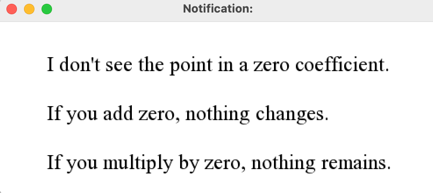 Notification:
I don't see the point in a zero coefficient.
If you add zero, nothing changes.
If you multiply by zero, nothing remains.